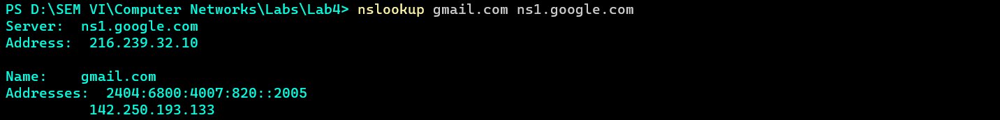 PS D:\SEM VI\Computer Networks\Labs\Lab4> nslookup gmail.com ns1.google.com
Server:  ns1.google.com
Address:  216.239.32.10
Name:    gmail.com
Addresses:  2404:6800:4007:820::2005
          142.250.193.133